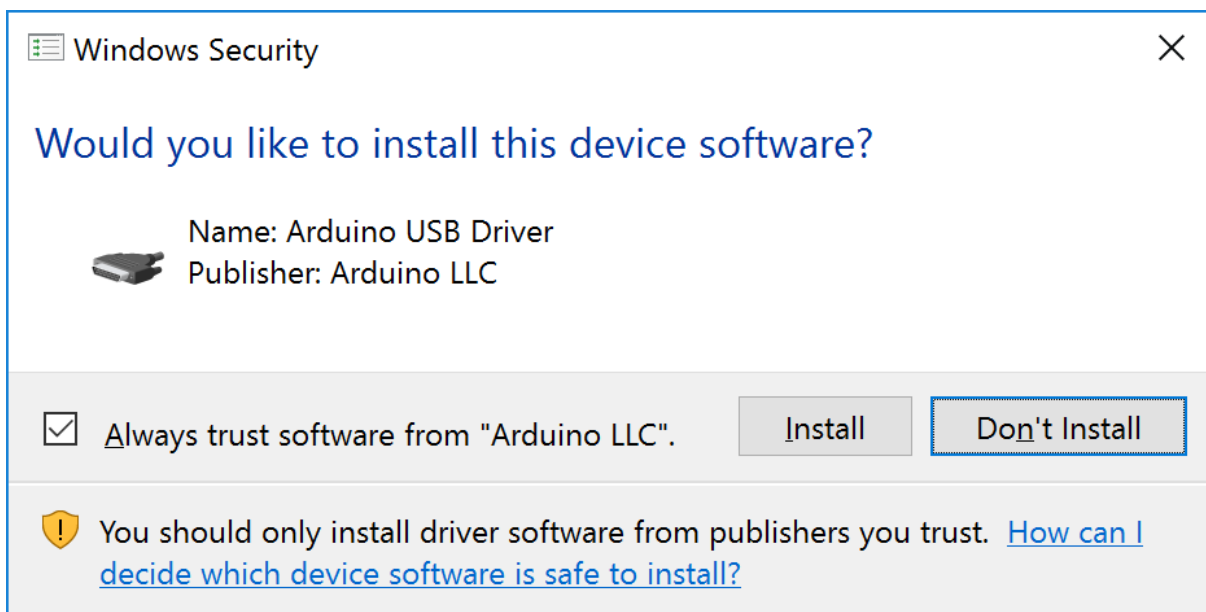 Windows Security
Would you like to install this device software?
Name: Arduino USB Driver
Publisher: Arduino LLC
Always trust software from "Arduino LLC".
Install
Don't Install
You should only install driver software from publishers you trust. How can I
decide which device software is safe to install?